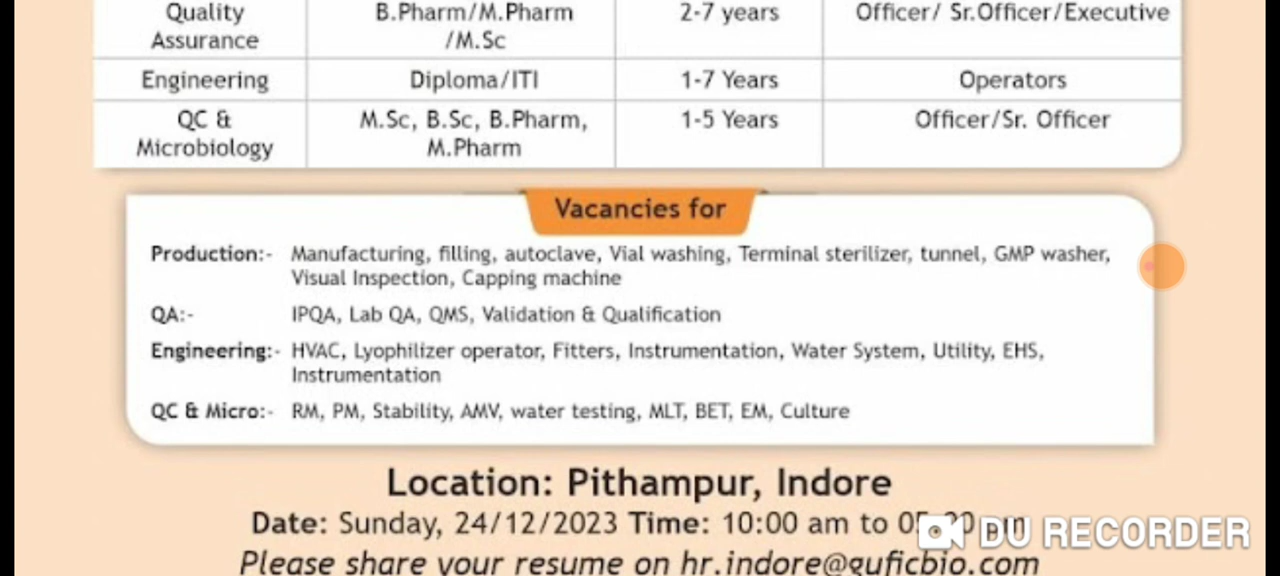 Quality Assurance B.Pharm/M.Pharm /M.Sc 2-7 years Officer/ Sr.Officer/Executive
Engineering Diploma/ITI 1-7 Years Operators
QC & Microbiology M.Sc, B.Sc, B.Pharm, M.Pharm 1-5 Years Officer/Sr. Officer
Vacancies for
Production:- Manufacturing, filling, autoclave, Vial washing, Terminal sterilizer, tunnel, GMP washer,
Visual Inspection, Capping machine
QA:- IPQA, Lab QA, QMS, Validation & Qualification
Engineering:- HVAC, Lyophilizer operator, Fitters, Instrumentation, Water System, Utility, EHS,
Instrumentation
QC & Micro:- RM, PM, Stability, AMV, water testing, MLT, BET, EM, Culture
Location: Pithampur, Indore
Date: Sunday, 24/12/2023 Time: 10:00 am to
DU RECORDER
Please share your resume on hr.indore@guficbio.com